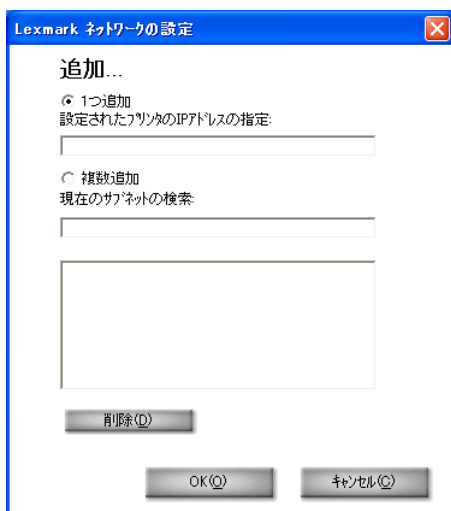 Lexmark ネットワークの設定
追加...
1つ追加
設定されたプリンタのIPアドレスの指定:
複数追加
現在のサブネットの検索:
削除(D)
OK(O)
キャンセル(C)